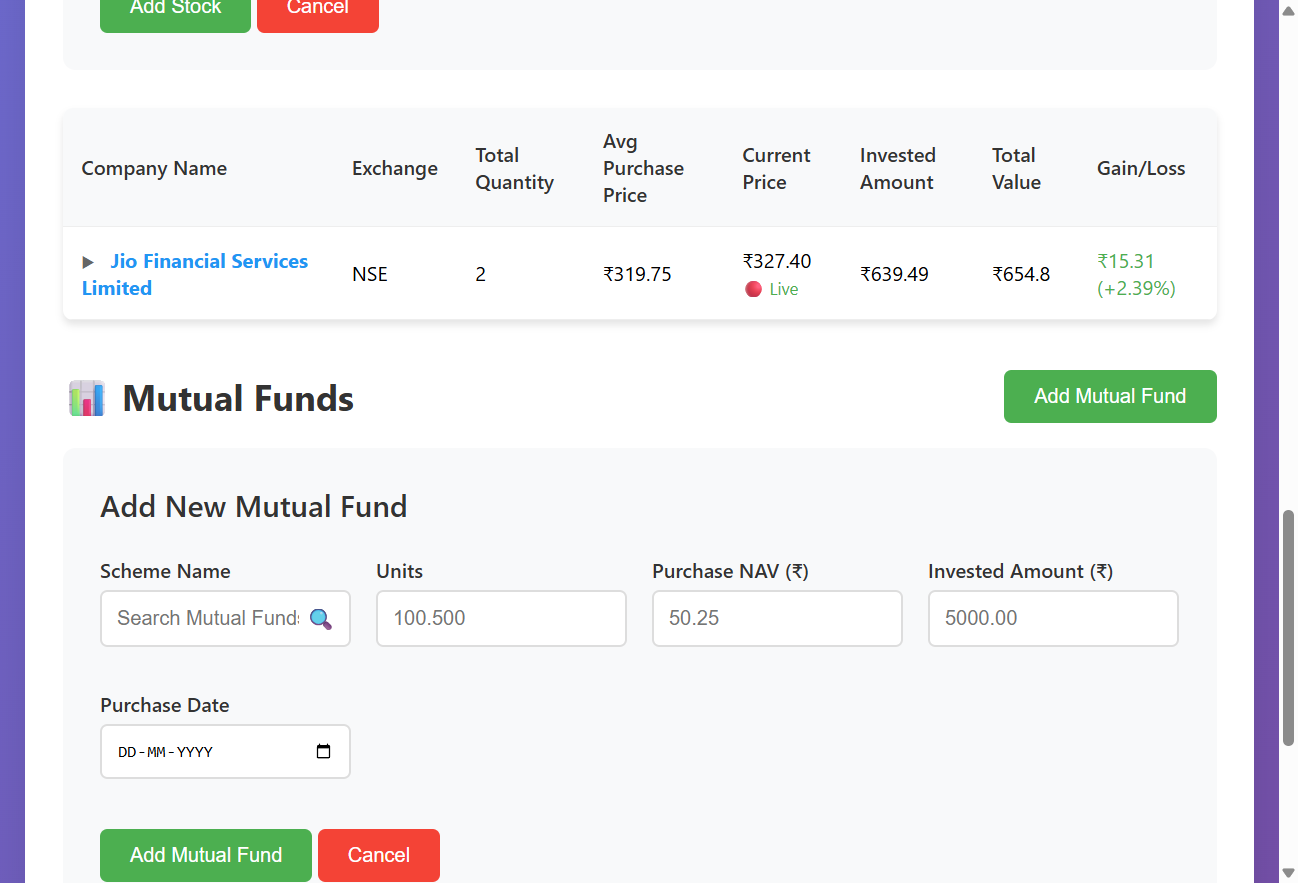 Add Stock Cancel
Company Name Exchange Total Quantity Avg Purchase Price Current Price Invested Amount Total Value Gain/Loss
▶ Jio Financial Services Limited NSE 2 ₹319.75 ₹327.40 Live ₹639.49 ₹654.8 ₹15.31 (+2.39%)
Mutual Funds Add Mutual Fund
Add New Mutual Fund
Scheme Name Units Purchase NAV (₹) Invested Amount (₹)
Search Mutual Funds 100.500 50.25 5000.00
Purchase Date
DD-MM-YYYY
Add Mutual Fund Cancel